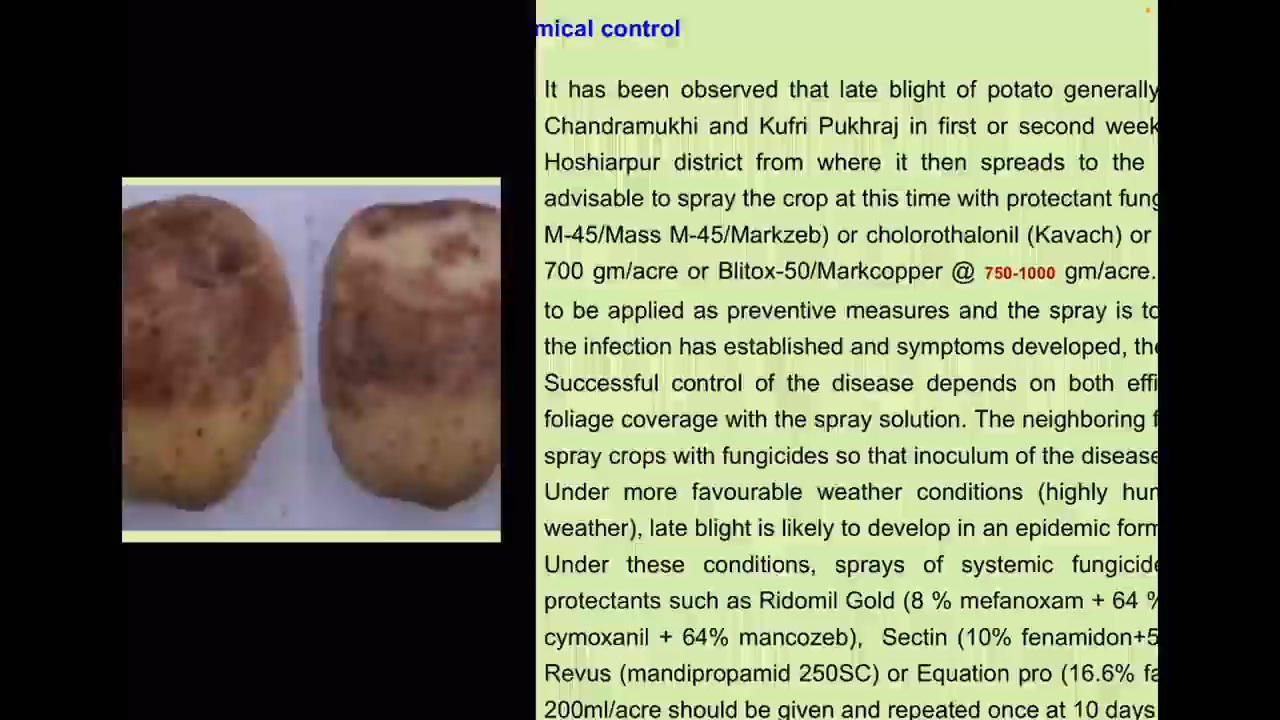 mical control
It has been observed that late blight of potato generally
Chandramukhi and Kufri Pukhraj in first or second week
Hoshiarpur district from where it then spreads to the
advisable to spray the crop at this time with protectant fung
M-45/Mass M-45/Markzeb) or cholorothalonil (Kavach) or
700 gm/acre or Blitox-50/Markcopper @ 750-1000 gm/acre.
to be applied as preventive measures and the spray is to
the infection has established and symptoms developed, the
Successful control of the disease depends on both effi
foliage coverage with the spray solution. The neighboring f
spray crops with fungicides so that inoculum of the disease
Under more favourable weather conditions (highly hum
weather), late blight is likely to develop in an epidemic form
Under these conditions, sprays of systemic fungicide
protectants such as Ridomil Gold (8 % mefanoxam + 64 %
cymoxanil + 64% mancozeb), Sectin (10% fenamidon+5
Revus (mandipropamid 250SC) or Equation pro (16.6% fa
200ml/acre should be given and repeated once at 10 days